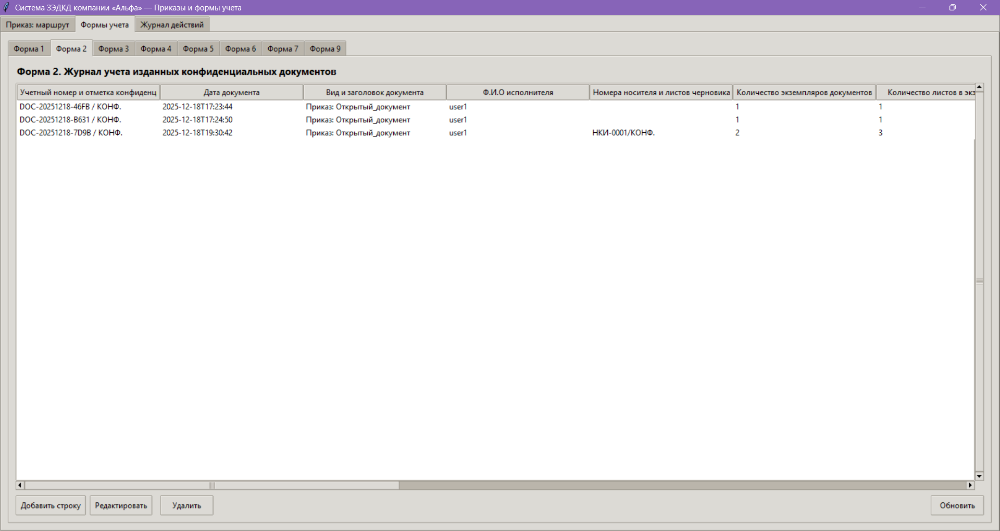 Система ЗЭДКД компании «Альфа» — Приказы и формы учета
Приказ: маршрут Формы учета Журнал действий
Форма 1 Форма 2 Форма 3 Форма 4 Форма 5 Форма 6 Форма 7 Форма 9
Форма 2. Журнал учета изданных конфиденциальных документов
Учетный номер и отметка конфиденц Дата документа Вид и заголовок документа Ф.И.О исполнителя Номера носителя и листов черновика Количество экземпляров документов Количество листов в экз
DOC-20251218-46FB / КОНФ. 2025-12-18T17:23:44 Приказ: Открытый_документ user1 1 1
DOC-20251218-B631 / КОНФ. 2025-12-18T17:24:50 Приказ: Открытый_документ user1 1 1
DOC-20251218-7D9B / КОНФ. 2025-12-18T19:30:42 Приказ: Открытый_документ user1 НКИ-0001/КОНФ. 2 3
Добавить строку Редактировать Удалить Обновить